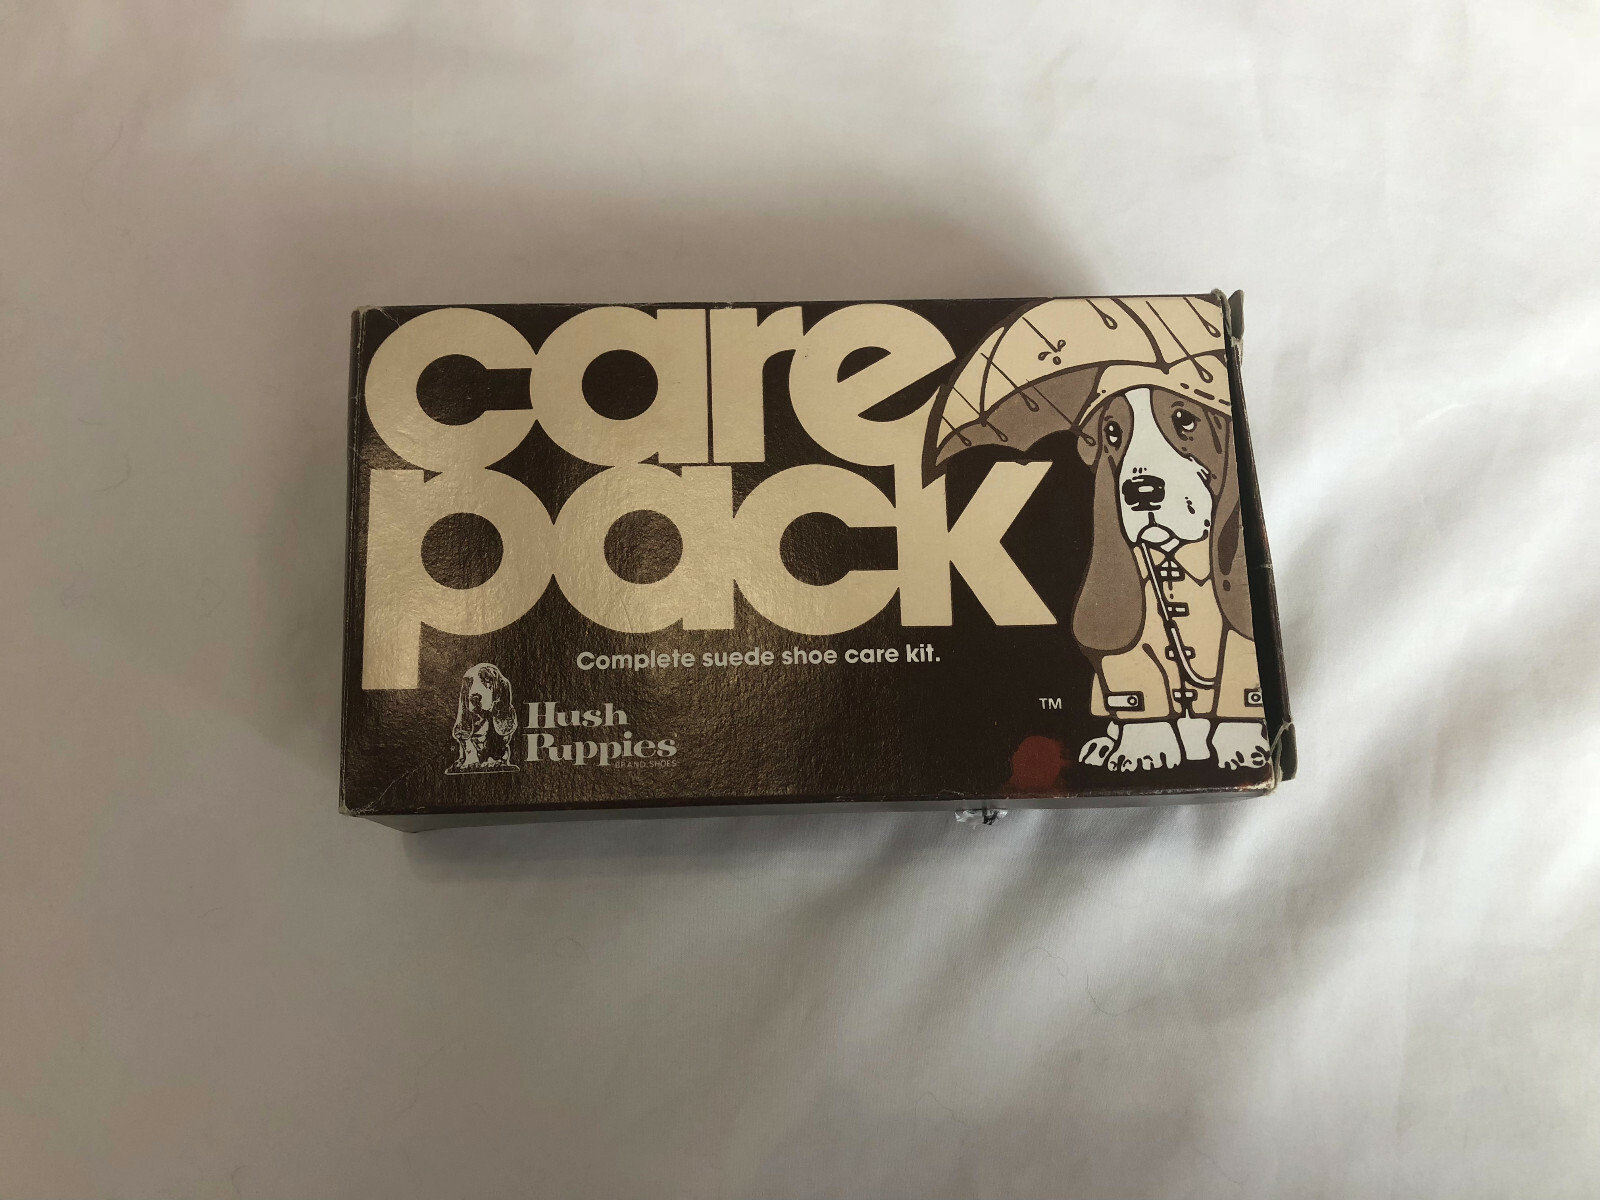 care
pack
Complete suede shoe care kit.
Hush
Puppies
BRAND SHOES
TM